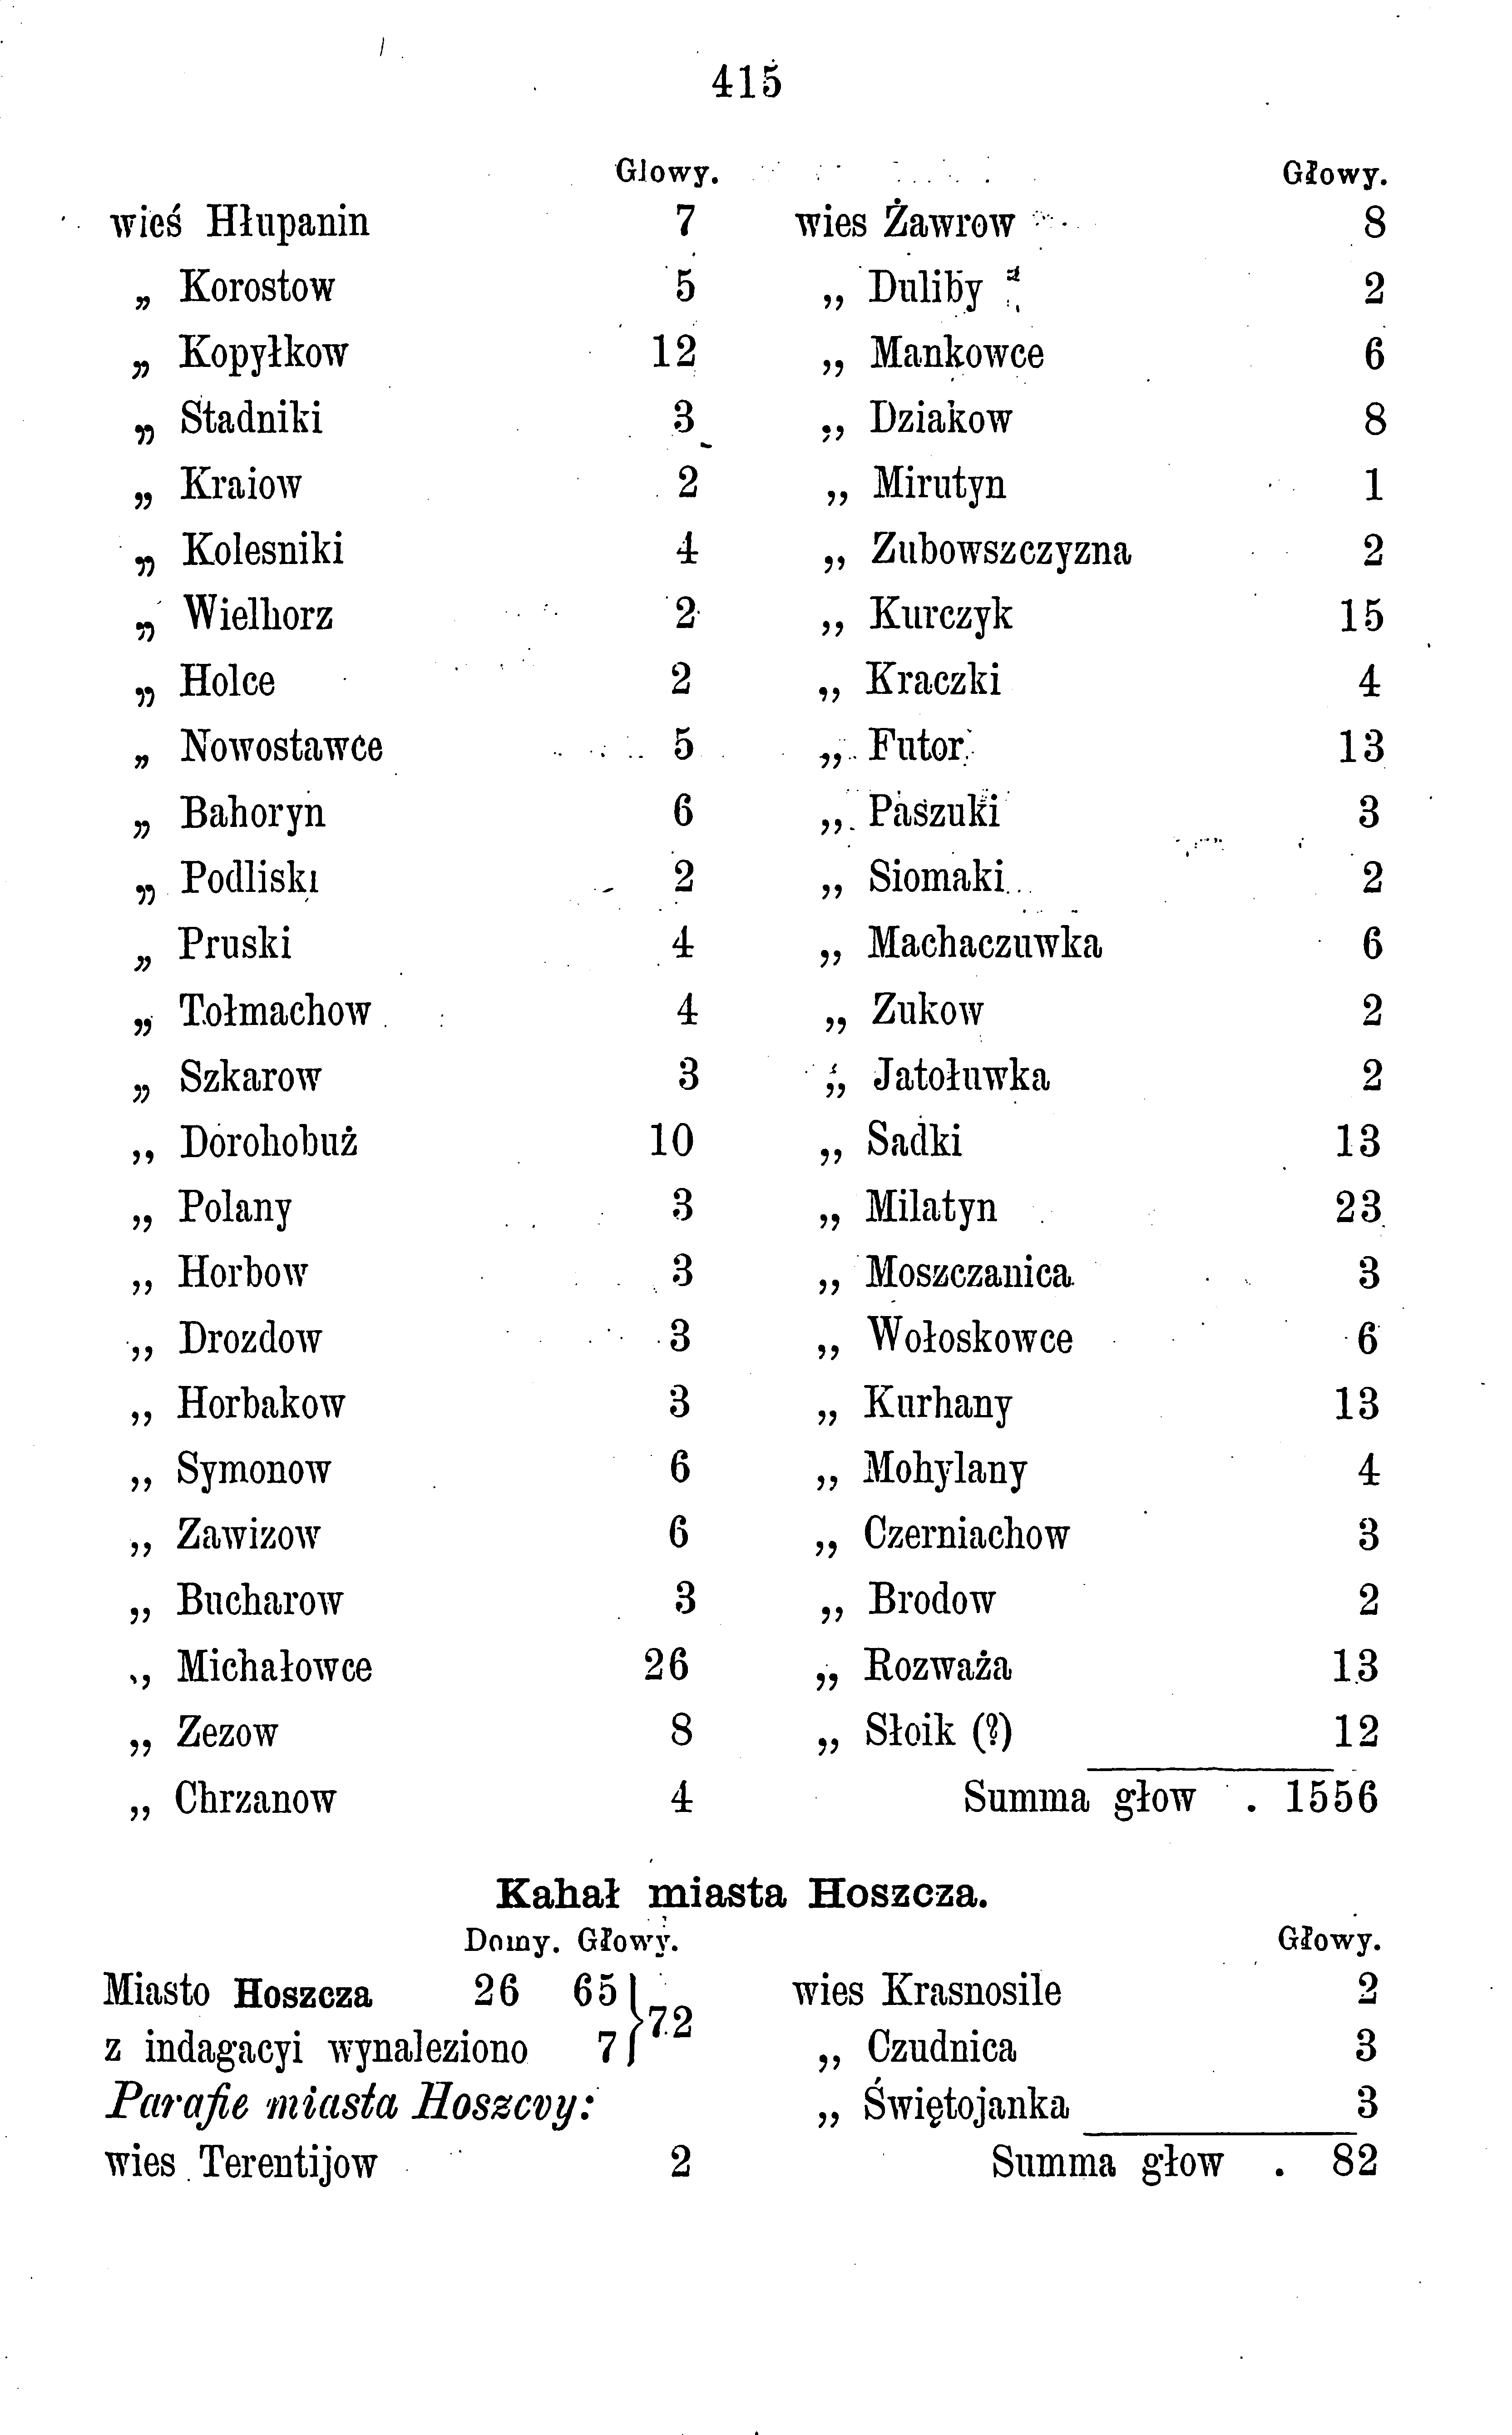 415
Glowy.
wieś Hłupanin 7
„ Korostow 5
„ Kopyłkow 12
„ Stadniki 3
„ Kraiow 2
„ Kolesniki 4
„ Wielhorz 2
„ Holce 2
„ Nowostawce 5
„ Bahoryn 6
„ Podliski 2
„ Pruski 4
„ Tołmachow 4
„ Szkarow 3
„ Dorohobuż 10
„ Polany 3
„ Horbow 3
„ Drozdow 3
„ Horbakow 3
„ Symonow 6
„ Zawizow 6
„ Bucharow 3
„ Michałowce 26
„ Zezow 8
„ Chrzanow 4
Głowy.
wies Żawrow 8
„ Duliby 2
„ Mankowce 6
„ Dziakow 8
„ Mirutyn 1
„ Zubowszczyzna 2
„ Kurczyk 15
„ Kraczki 4
„ Futor 13
„ Paszuki 3
„ Siomaki 2
„ Machaczuwka 6
„ Zukow 2
„ Jatołuwka 2
„ Sadki 13
„ Milatyn 23
„ Moszczanica 3
„ Wołoskowce 6
„ Kurhany 13
„ Mohylany 4
„ Czerniachow 3
„ Brodow 2
„ Rozważa 13
„ Słoik (?) 12
Summa głow . 1556
Kahał miasta Hoszcza.
Domy. Głowy.
Miasto Hoszcza 26 65 } 72
z indagacyi wynaleziono 7
Parafie miasta Hoszcvy:
wies Terentijow 2
Głowy.
wies Krasnosile 2
„ Czudnica 3
„ Świętojanka 3
Summa głow . 82